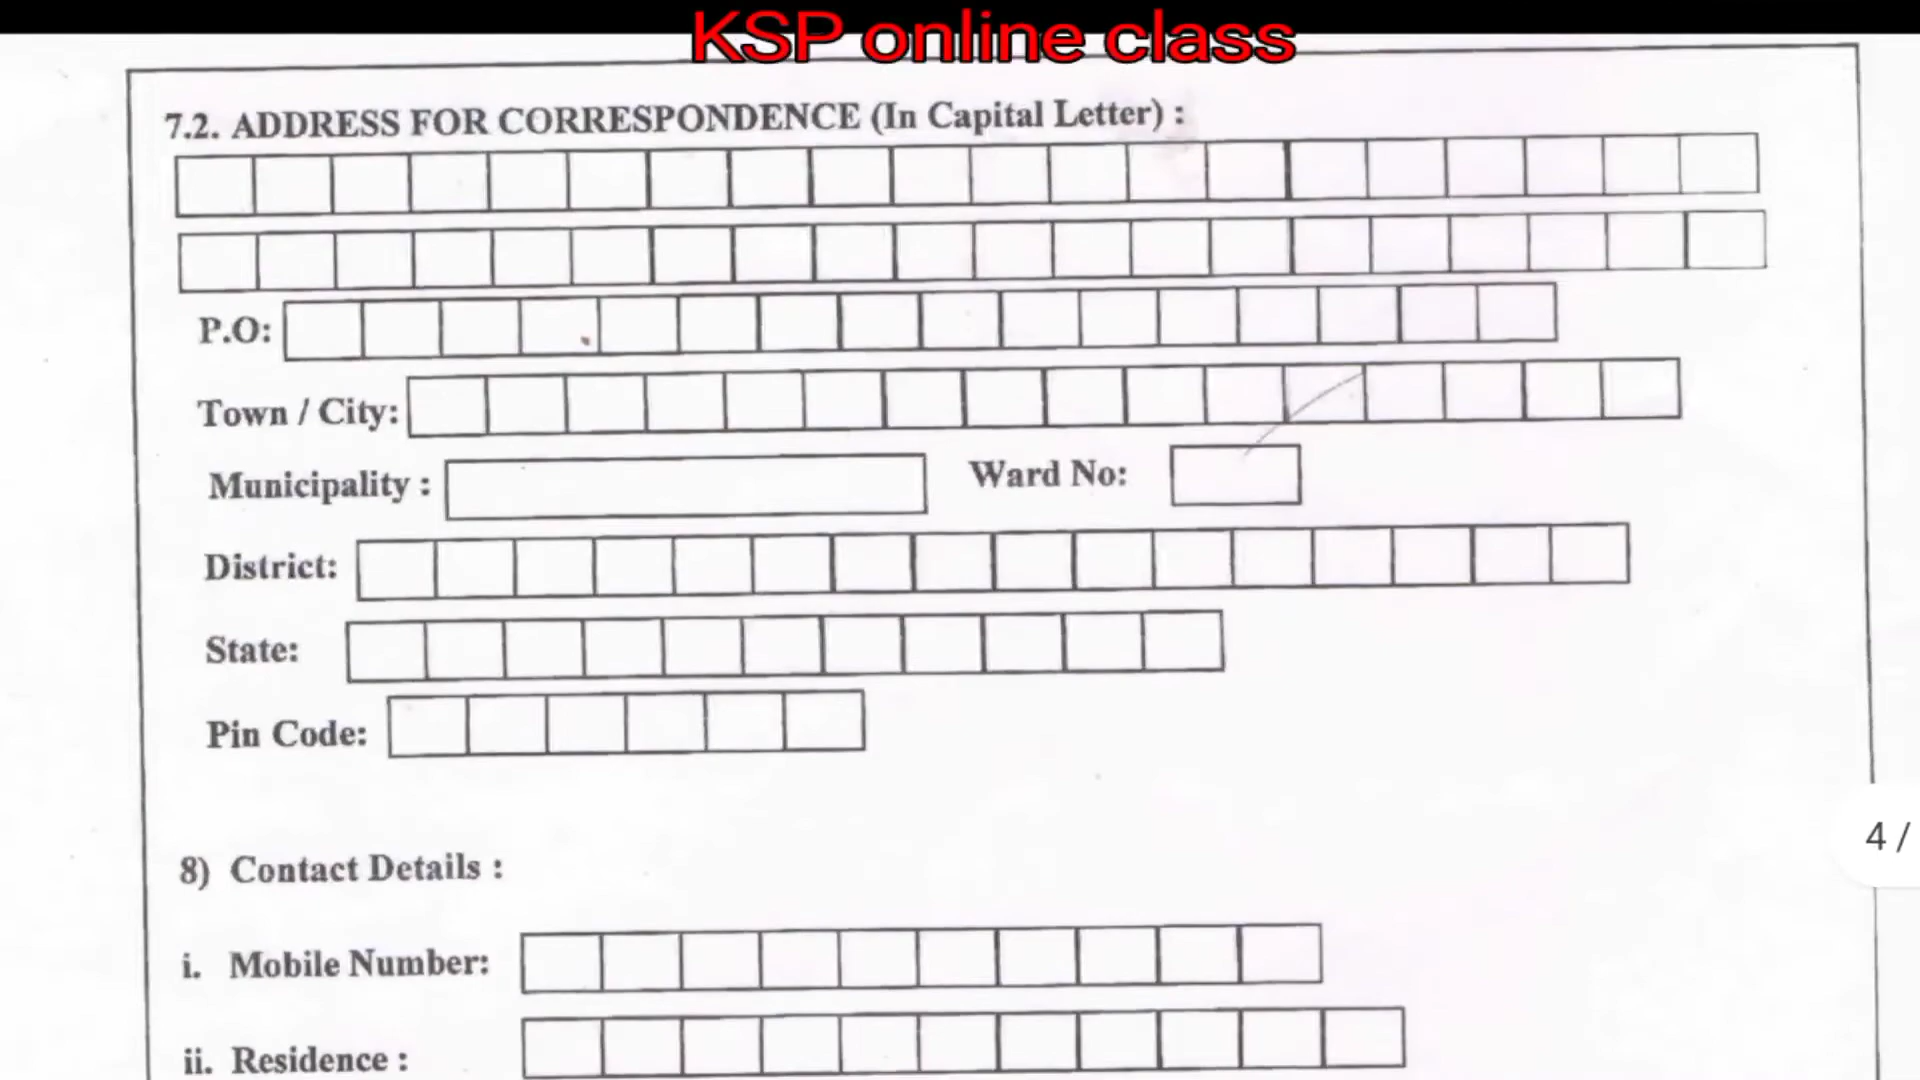 KSP online class
7.2. ADDRESS FOR CORRESPONDENCE (In Capital Letter) :
P.O:
Town / City:
Municipality :
Ward No:
District:
State:
Pin Code:
4 /
8) Contact Details :
i. Mobile Number:
ii. Residence :